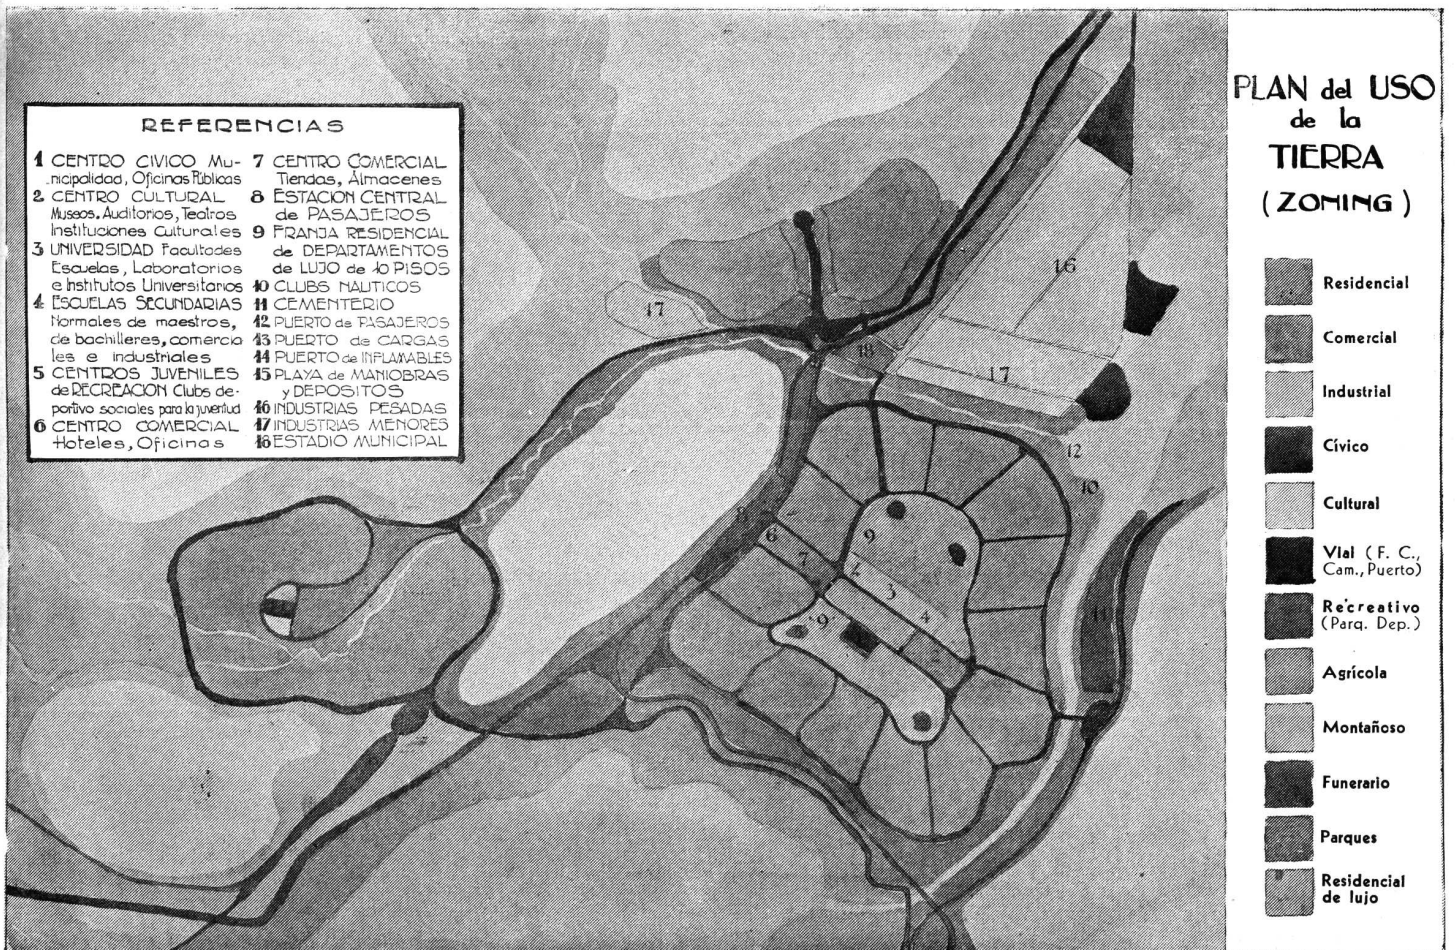 PLAN del USO
de la
TIERRA
(ZONING)
REFERENCIAS
1 CENTRO CIVICO Mu-
nicipalidad, Oficinas Públicas
2 CENTRO CULTURAL
Museos, Auditorios, Teatros
Instituciones Culturales
3 UNIVERSIDAD Facultades
Escuelas, Laboratorios
e Institutos Universitarios
4 ESCUELAS SECUNDARIAS
Normales de maestros,
de bachilleres, comercia
les e industriales
5 CENTROS JUVENILES
de RECREACION Clubs de-
portivo sociales para la juventud
6 CENTRO COMERCIAL
Hoteles, Oficinas
7 CENTRO COMERCIAL
Tiendas, Almacenes
8 ESTACION CENTRAL
de PASAJEROS
9 FRANJA RESIDENCIAL
de DEPARTAMENTOS
de LUJO de 10 PISOS
10 CLUBS NAUTICOS
11 CEMENTERIO
12 PUERTO de PASAJEROS
13 PUERTO de CARGAS
14 PUERTO de INFLAMABLES
15 PLAYA de MANIOBRAS
y DEPOSITOS
16 INDUSTRIAS PESADAS
17 INDUSTRIAS MENORES
18 ESTADIO MUNICIPAL
16
17
18
17
12
10
8
6
9
7
4
3
4
9
2
11
Residencial
Comercial
Industrial
Cívico
Cultural
Vial (F. C.,
Cam., Puerto)
Recreativo
(Parq. Dep.)
Agrícola
Montañoso
Funerario
Parques
Residencial
de lujo